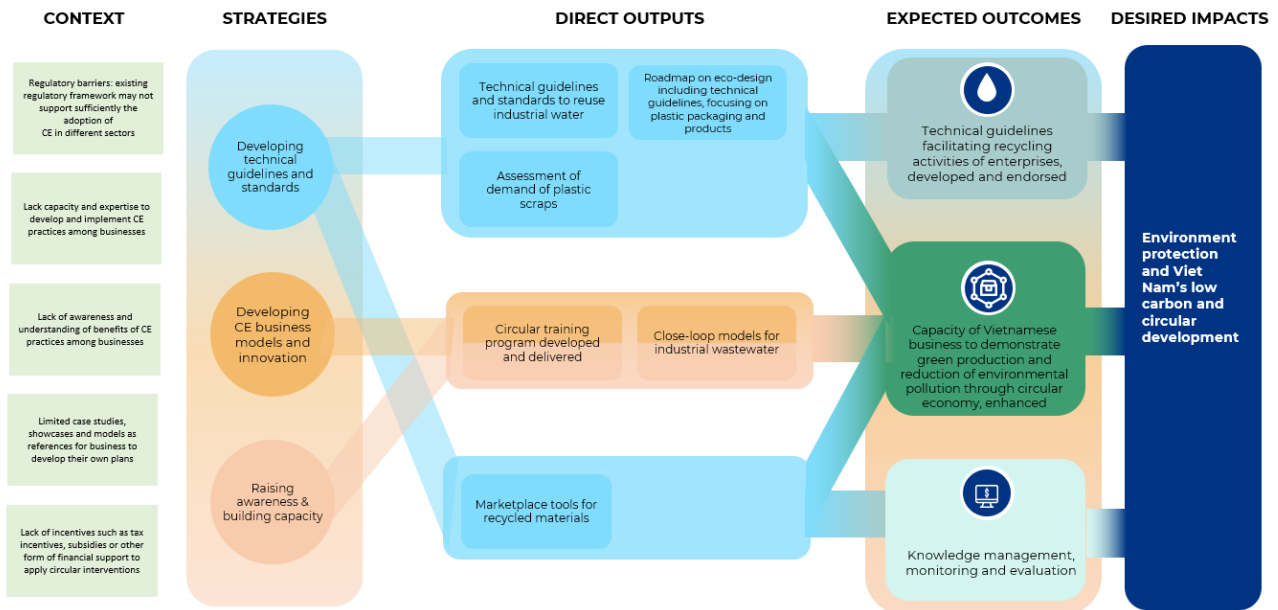 CONTEXT
STRATEGIES
DIRECT OUTPUTS
EXPECTED OUTCOMES
DESIRED IMPACTS
Regulatory barriers: existing
regulatory framework may not
support sufficiently the
adoption of
CE in different sectors
Lack capacity and expertise to
develop and implement CE
practices among businesses
Lack of awareness and
understanding of benefits of CE
practices among businesses
Limited case studies,
showcases and models as
references for business to
develop their own plans
Lack of incentives such as tax
incentives, subsidies or other
form of financial support to
apply circular interventions
Developing
technical
guidelines and
standards
Developing
CE business
models and
innovation
Raising
awareness &
building capacity
Technical guidelines
and standards to reuse
industrial water
Roadmap on eco-design
including technical
guidelines, focusing on
plastic packaging and
products
Assessment of
demand of plastic
scraps
Circular training
program developed
and delivered
Close-loop models for
industrial wastewater
Marketplace tools for
recycled materials
Technical guidelines
facilitating recycling
activities of enterprises,
developed and endorsed
Capacity of Vietnamese
business to demonstrate
green production and
reduction of environmental
pollution through circular
economy, enhanced
$
Knowledge management,
monitoring and evaluation
Environment
protection
and Viet
Nam’s low
carbon and
circular
development